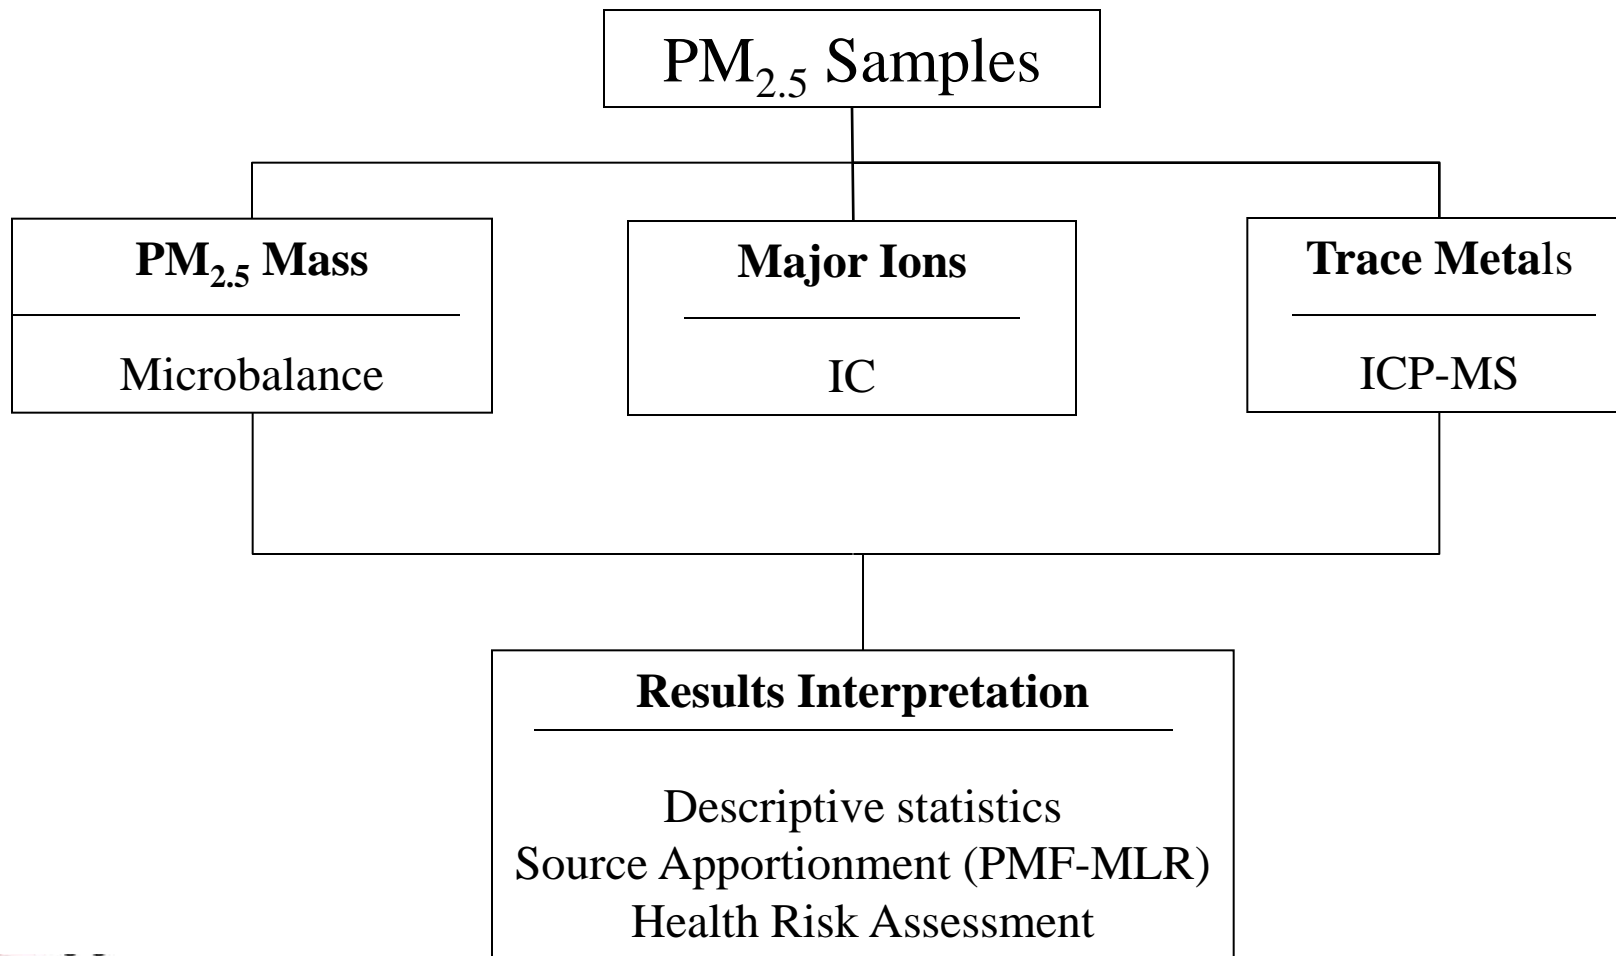 PM2.5 Samples
PM2.5 Mass
Microbalance
Major Ions
IC
Trace Metals
ICP-MS
Results Interpretation
Descriptive statistics
Source Apportionment (PMF-MLR)
Health Risk Assessment